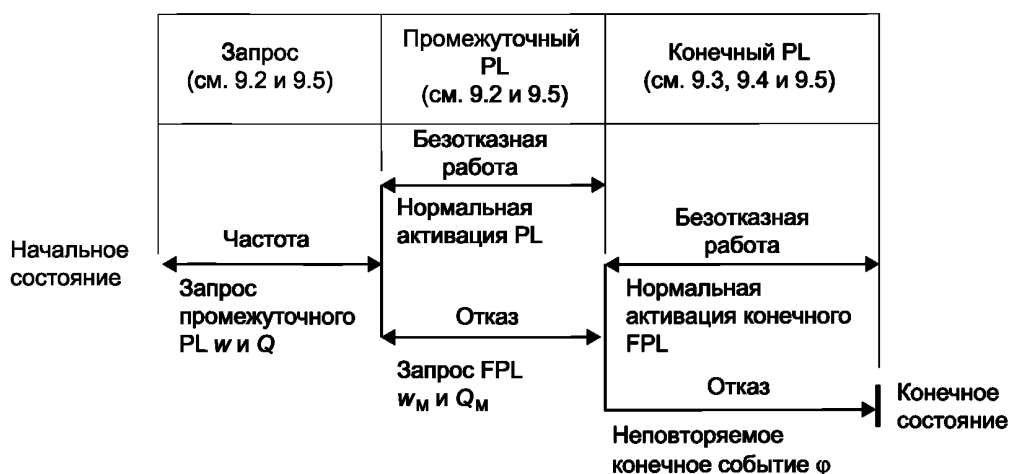 Запрос
(см. 9.2 и 9.5)
Промежуточный
PL
(см. 9.2 и 9.5)
Конечный PL
(см. 9.3, 9.4 и 9.5)
Безотказная
работа
Нормальная
активация PL
Начальное
состояние
Частота
Запрос
промежуточного
PL w и Q
Безотказная
работа
Нормальная
активация конечного
FPL
Отказ
Запрос FPL
wм и Qм
Отказ
Неповторяемое
конечное событие φ
Конечное
состояние